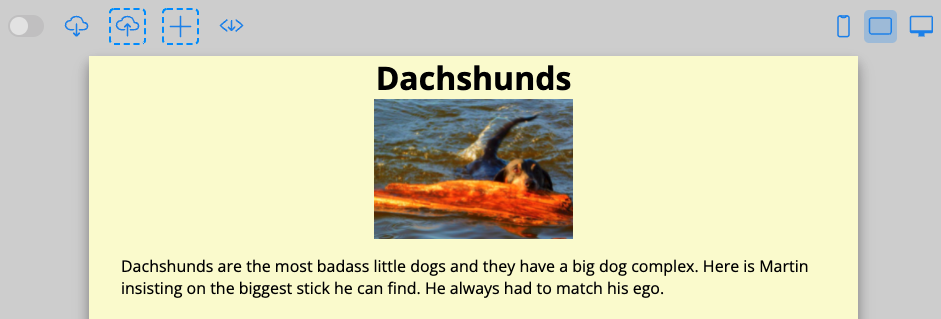 Dachshunds
Dachshunds are the most badass little dogs and they have a big dog complex. Here is Martin
insisting on the biggest stick he can find. He always had to match his ego.